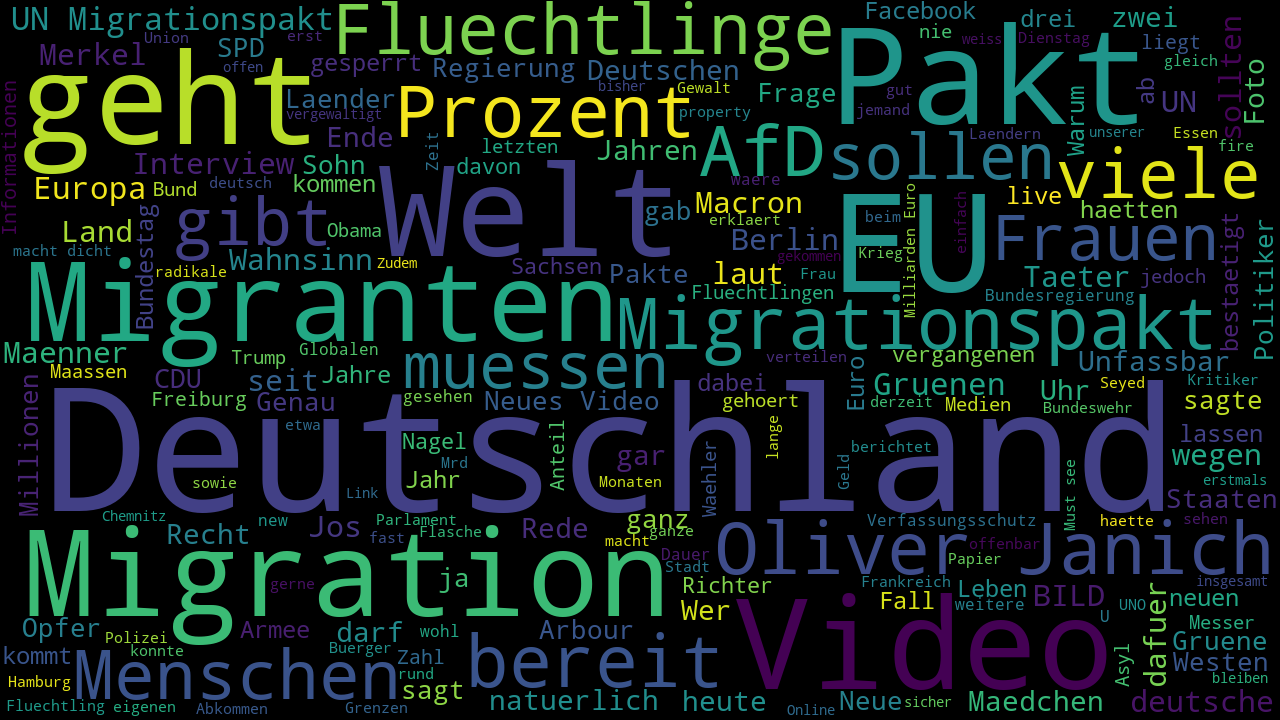 UN Migrationspakt
Union
erst
Fluechtlinge
Facebook
drei
zwei
nie
weiss
Dienstag
liegt
gleich
Merkel
SPD
offen
gesperrt
Regierung
Deutschen
bisher
Gewalt
Pakt
gut
jemand
ab
UN
sollten
Foto
geht
Laender
vergewaltigt
Prozent
Frage
property
Informationen
Ende
Zeit
letzten
Jahren
AfD
sollen
Laendern
Warum
unserer
Essen
fire
Interview
Sohn
davon
viele
Europa
Bund
deutsch
kommen
Welt
waere
Macron
live
haetten
gab
erklaert
EU
beim
Milliarden Euro
einfach
Frauen
Land
Bundestag
gibt
Obama
Berlin
bestaetigt
Politiker
macht dicht
radikale
Wahnsinn
Zudem
Sachsen
Pakte
laut
gekommen
Krieg
Frau
Taeter
jedoch
Migranten
Fluechtlingen
Bundesregierung
Migrationspakt
Maenner
Trump
Globalen
muessen
verteilen
vergangenen
Unfassbar
Maassen
CDU
seit
Jahre
dabei
Euro
Gruenen
Uhr
Seyed
Kritiker
Millionen
Freiburg
Genau
gesehen
Neues Video
gehoert
derzeit
Medien
Bundeswehr
sagte
Deutschland
etwa
Nagel
Anteil
gar
Waehler
lange
berichtet
lassen
wegen
sowie
Link
Mrd
Jahr
Monaten
Geld
Must see
erstmals
Staaten
Chemnitz
new
Parlament
ganz
Verfassungsschutz
haette
sehen
Recht
Jos
fast
Flasche
Rede
ganze
macht
Dauer
Oliver Janich
offenbar
Papier
Migration
gerne
ja
Stadt
Richter
Frankreich
Leben
insgesamt
Wer
Fall
weitere
BILD
UNO
neuen
Opfer
Polizei
Armee
darf
wohl
Arbour
Video
U
dafuer
Messer
konnte
Buerger
Gruene
kommt
Menschen
Zahl
bereit
Asyl
Westen
Hamburg
rund
sagt
bleiben
Fluechtling
eigenen
Abkommen
Grenzen
natuerlich
heute
Online
Neue
sicher
Maedchen
deutsche